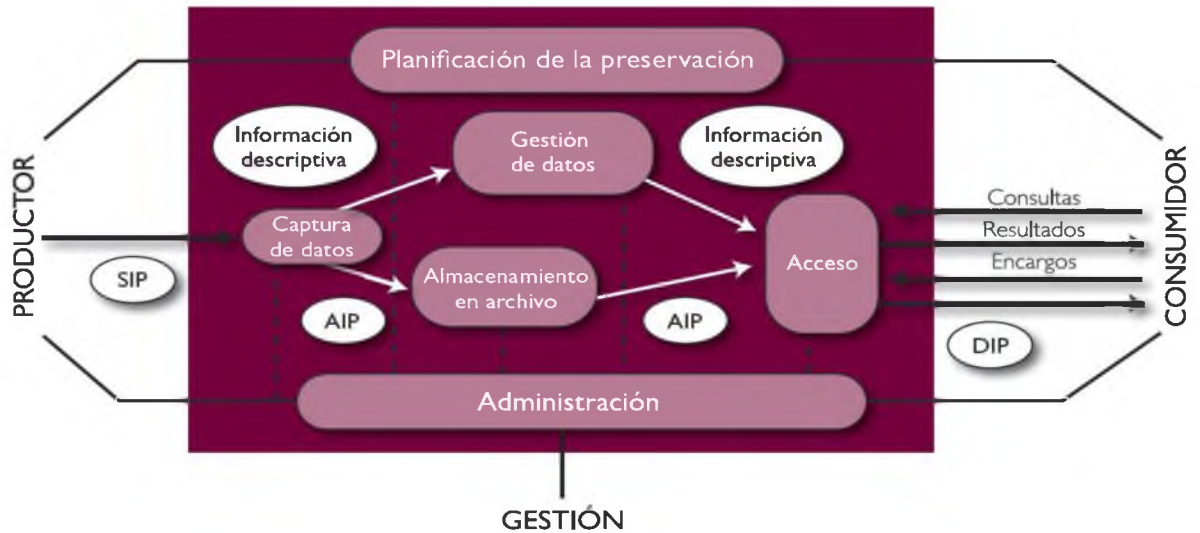 Planificación de la preservación
Información
descriptiva
Gestión
de datos
Información
descriptiva
PRODUCTOR
SIP
Captura
de datos
Almacenamiento
en archivo
AIP
AIP
Acceso
Consultas
Resultados
Encargos
DIP
CONSUMIDOR
Administración
GESTIÓN